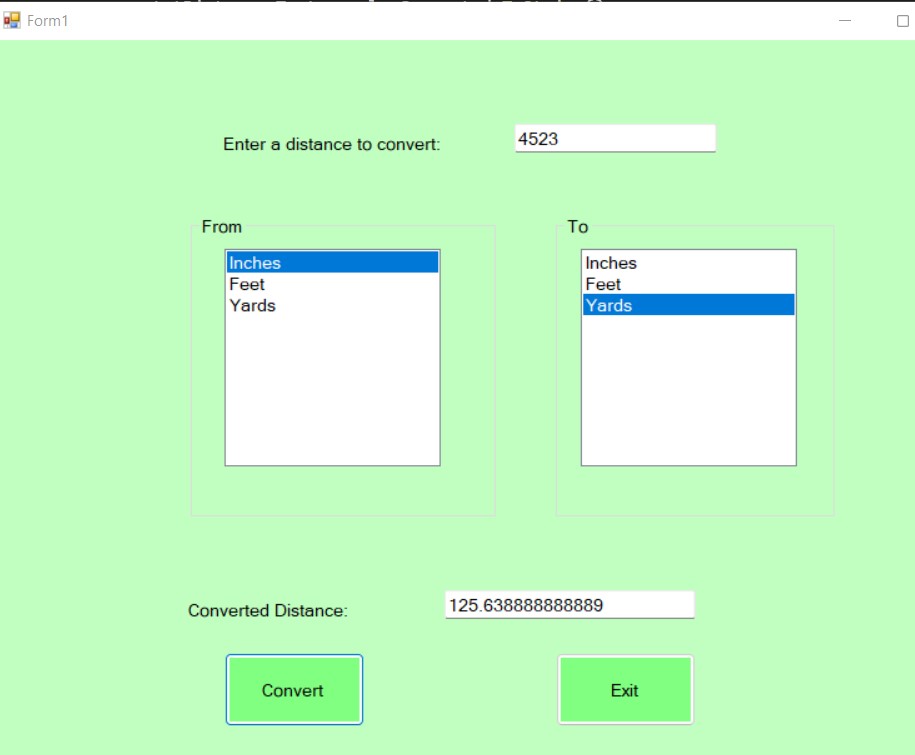 Form1
Enter a distance to convert:
4523
From
To
Inches
Feet
Yards
Inches
Feet
Yards
Converted Distance:
125.638888888889
Convert
Exit